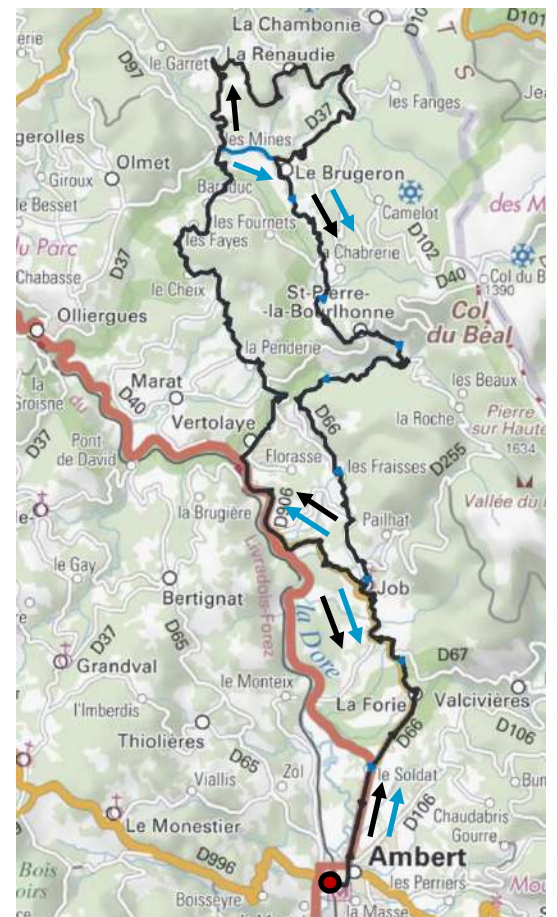 La Chambonie
D101
le Garret
La Renaudie
D97
D37
les Fanges
les Mines
gerolles
Olmet
Giroux
Le Brugeron
le Besset
les Fournets
les Fayes
Camelot
des M
u Parc
D37
D102
Chabasse
Chabrerie
D40
Col du B
1390
le Cheix
St-Pierre-
-la-Bourlhonne
Col
du Béal
Olliergues
la Penderie
la
Groisne
Marat
D40
du
D66
les Beaux
la Roche
Pierre
sur Haute
1634
D37
Vertolaye
Pont
de David
Florasse
les Fraisses
D255
Vallée du
la Brugière
D906
Pailhat
le Gay
Livradois-Forez
Job
Bertignat
la Dore
D37
D65
Grandval
D67
le Monteix
La Forie
Valcivières
l'Imberdis
D66
D106
Thiolières
D65
Zol
le Soldat
Viallis
D106
Chaudabris
Gourre
Le Monestier
D996
Ambert
Bois
oirs
Boisseyre
les Perriers
la Masse